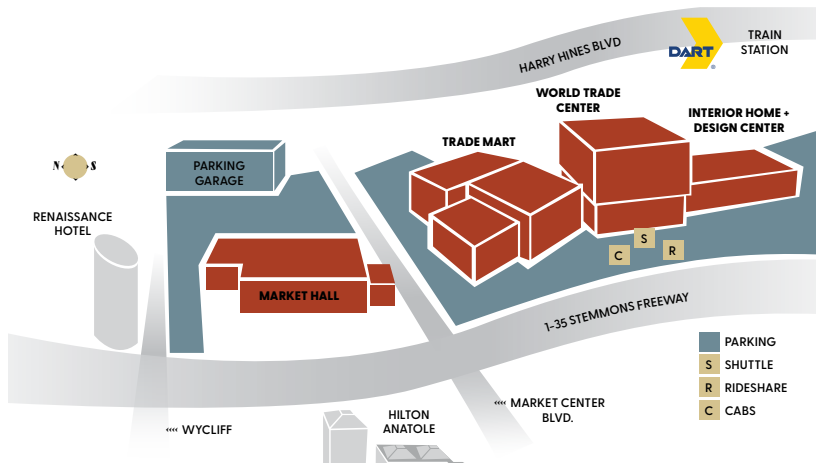 HARRY HINES BLVD
DART
TRAIN
STATION
WORLD TRADE
CENTER
INTERIOR HOME +
DESIGN CENTER
TRADE MART
N S
PARKING
GARAGE
RENAISSANCE
HOTEL
MARKET HALL
S
C
R
1-35 STEMMONS FREEWAY
PARKING
S SHUTTLE
R RIDESHARE
C CABS
‹‹‹‹ MARKET CENTER
BLVD.
‹‹‹‹ WYCLIFF
HILTON
ANATOLE